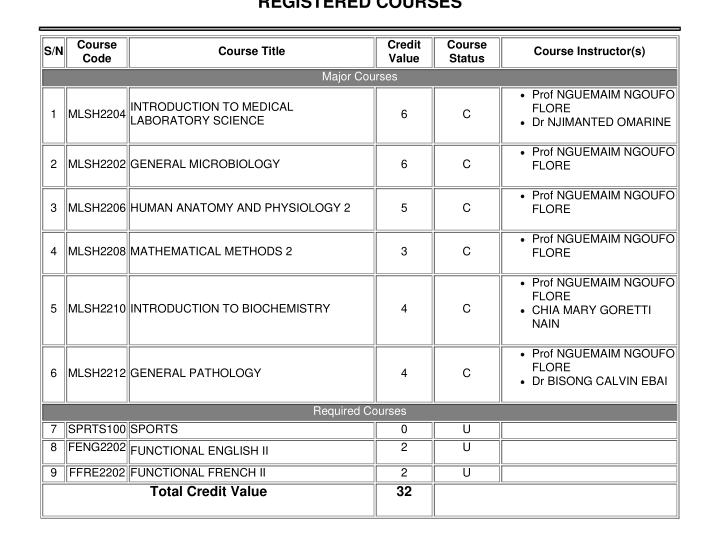 REGISTERED COURSES
S/N Course Code Course Title Credit Value Course Status Course Instructor(s)
Major Courses
1 MLSH2204 INTRODUCTION TO MEDICAL LABORATORY SCIENCE 6 C • Prof NGUEMAIM NGOUFO FLORE • Dr NJIMANTED OMARINE
2 MLSH2202 GENERAL MICROBIOLOGY 6 C • Prof NGUEMAIM NGOUFO FLORE
3 MLSH2206 HUMAN ANATOMY AND PHYSIOLOGY 2 5 C • Prof NGUEMAIM NGOUFO FLORE
4 MLSH2208 MATHEMATICAL METHODS 2 3 C • Prof NGUEMAIM NGOUFO FLORE
5 MLSH2210 INTRODUCTION TO BIOCHEMISTRY 4 C • Prof NGUEMAIM NGOUFO FLORE • CHIA MARY GORETTI NAIN
6 MLSH2212 GENERAL PATHOLOGY 4 C • Prof NGUEMAIM NGOUFO FLORE • Dr BISONG CALVIN EBAI
Required Courses
7 SPRTS100 SPORTS 0 U
8 FENG2202 FUNCTIONAL ENGLISH II 2 U
9 FFRE2202 FUNCTIONAL FRENCH II 2 U
Total Credit Value 32